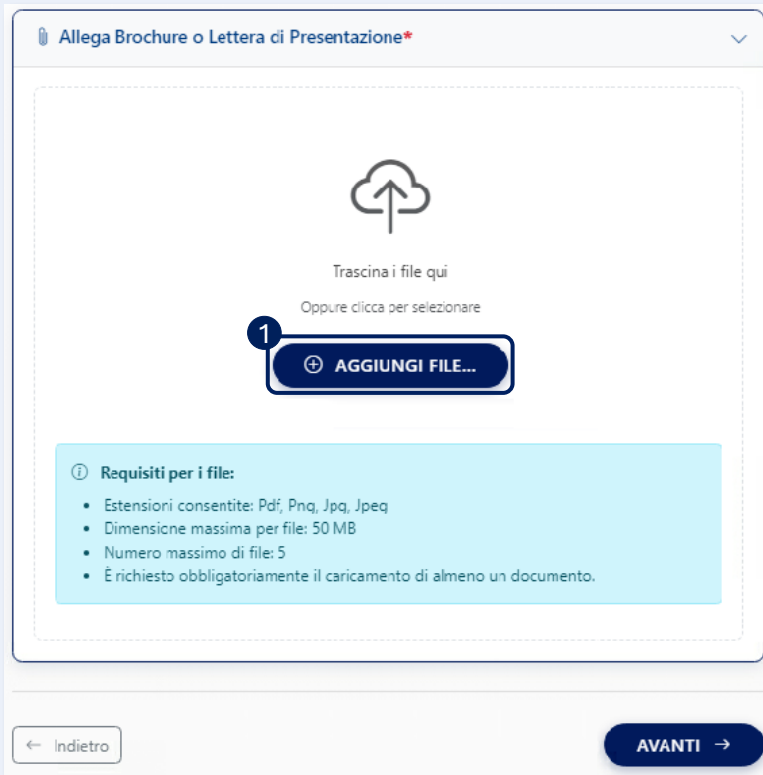 Allega Brochure o Lettera di Presentazione*
Trascina i file qui
Oppure clicca per selezionare
1
AGGIUNGI FILE...
Requisiti per i file:
• Estensioni consentite: Pdf, Png, Jpg, Jpeg
• Dimensione massima per file: 50 MB
• Numero massimo di file: 5
• È richiesto obbligatoriamente il caricamento di almeno un documento.
← Indietro
AVANTI →